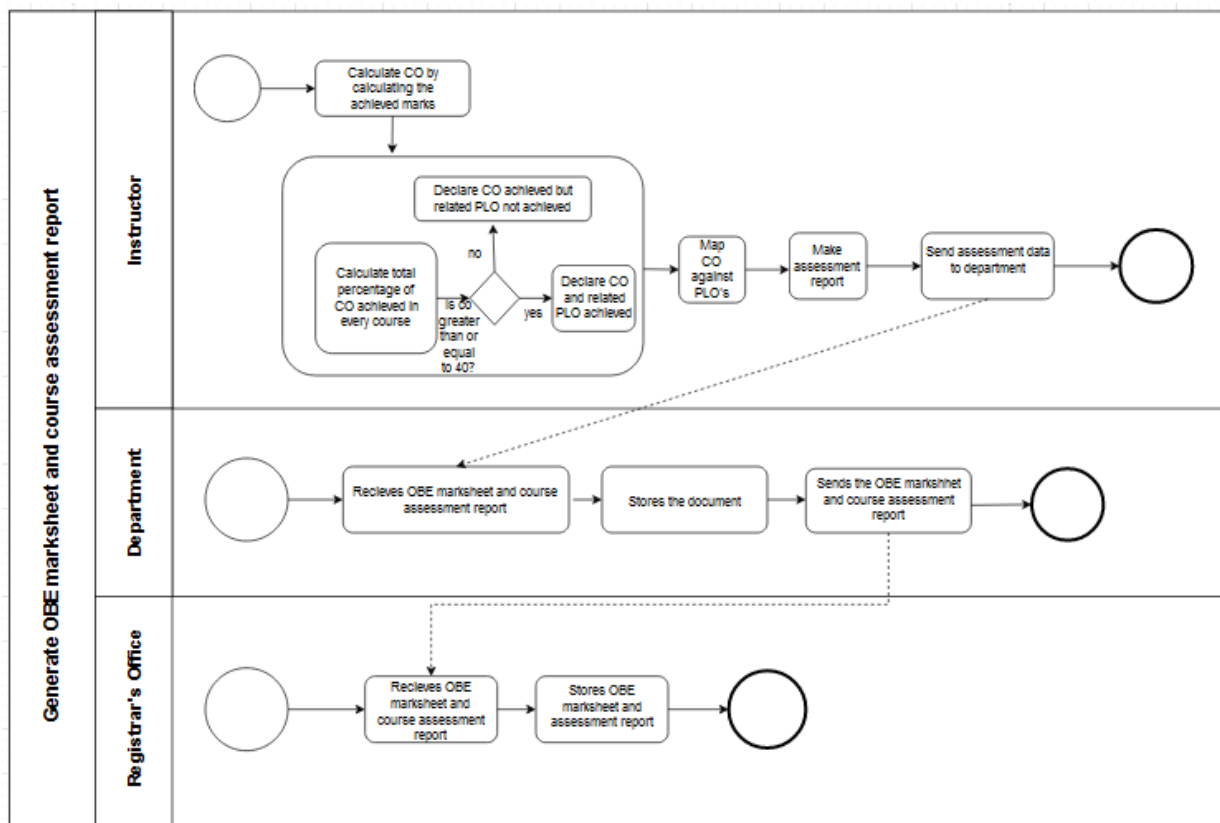 Generate OBE marksheet and course assessment report
Instructor
Calculate CO by
calculating the
achieved marks
Declare CO achieved but
related PLO not achieved
no
Calculate total
percentage of
CO achieved in
every course
Is co
greater
than or
equal
to 40?
yes
Declare CO
and related
PLO achieved
Map
CO
against
PLO's
Make
assessment
report
Send assessment data
to department
Department
Recieves OBE marksheet and course
assessment report
Stores the document
Sends the OBE markshhet
and course assessment
report
Registrar's Office
Recieves OBE
marksheet and
course assessment
report
Stores OBE
marksheet and
assessment report